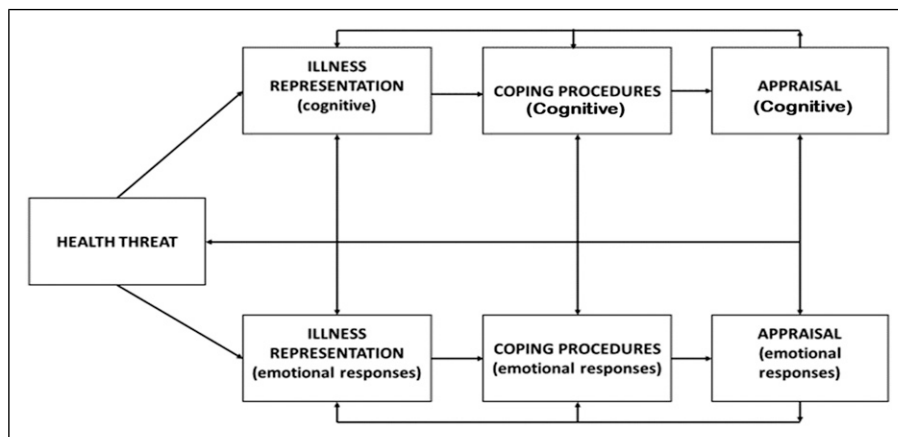 ILLNESS
REPRESENTATION
(cognitive)
COPING PROCEDURES
(Cognitive)
APPRAISAL
(Cognitive)
HEALTH THREAT
ILLNESS
REPRESENTATION
(emotional responses)
COPING PROCEDURES
(emotional responses)
APPRAISAL
(emotional
responses)